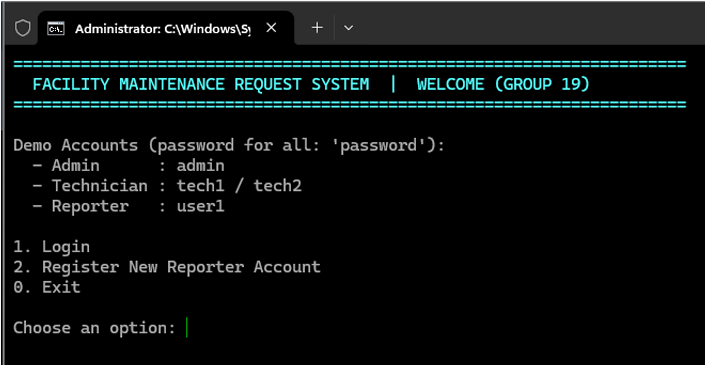 Administrator: C:\Windows\Sy
======================================================================
FACILITY MAINTENANCE REQUEST SYSTEM | WELCOME (GROUP 19)
======================================================================
Demo Accounts (password for all: 'password'):
- Admin : admin
- Technician : tech1 / tech2
- Reporter : user1
1. Login
2. Register New Reporter Account
0. Exit
Choose an option: